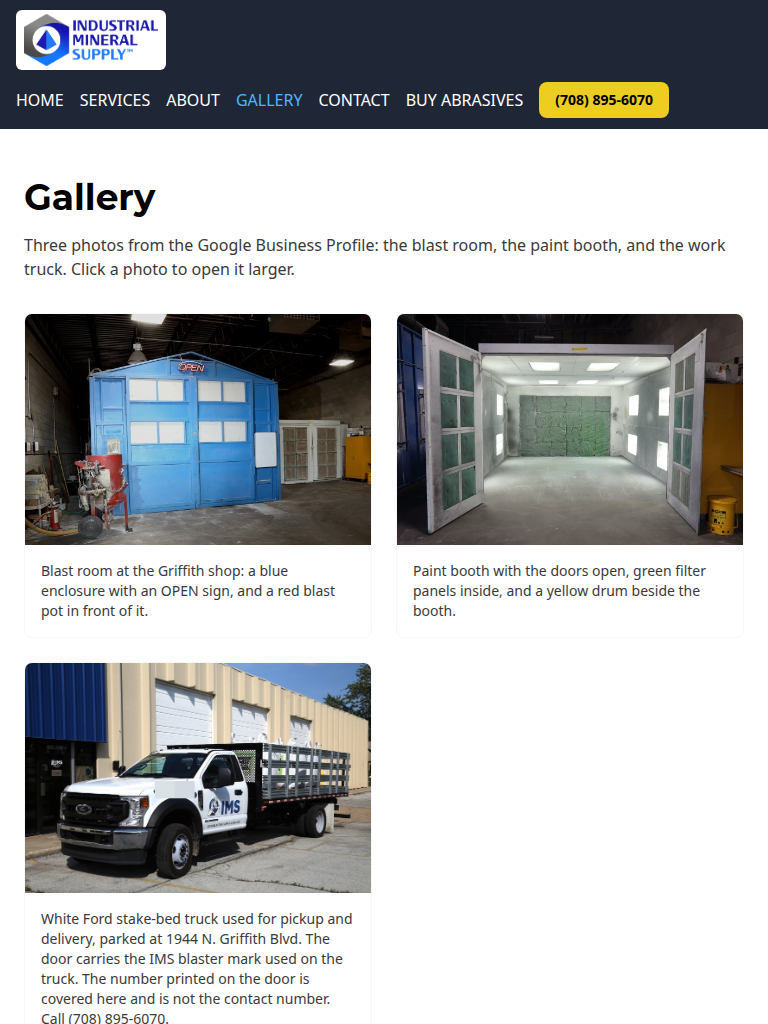 INDUSTRIAL
MINERAL
SUPPLY™
HOME SERVICES ABOUT GALLERY CONTACT BUY ABRASIVES (708) 895-6070
Gallery
Three photos from the Google Business Profile: the blast room, the paint booth, and the work
truck. Click a photo to open it larger.
OPEN
Blast room at the Griffith shop: a blue
enclosure with an OPEN sign, and a red blast
pot in front of it.
Paint booth with the doors open, green filter
panels inside, and a yellow drum beside the
booth.
IMS
White Ford stake-bed truck used for pickup and
delivery, parked at 1944 N. Griffith Blvd. The
door carries the IMS blaster mark used on the
truck. The number printed on the door is
covered here and is not the contact number.
Call (708) 895-6070.